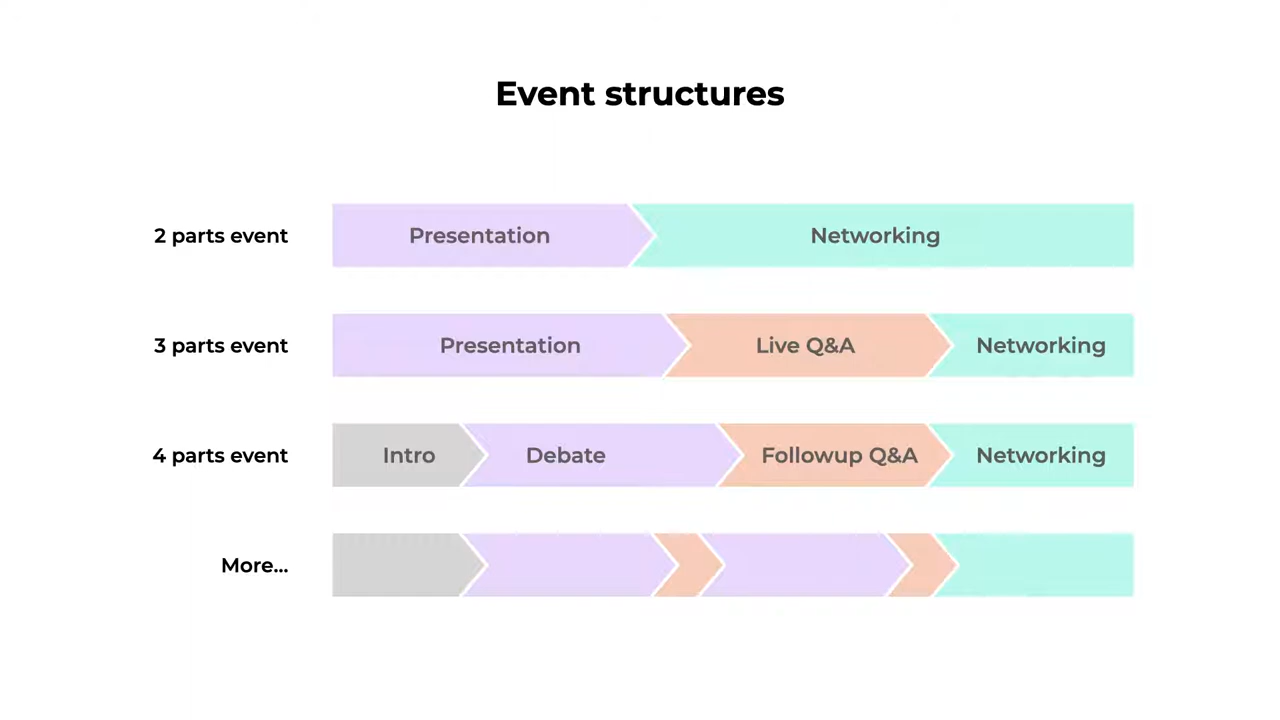 Event structures
2 parts event
Presentation
Networking
3 parts event
Presentation
Live Q&A
Networking
4 parts event
Intro
Debate
Followup Q&A
Networking
More...